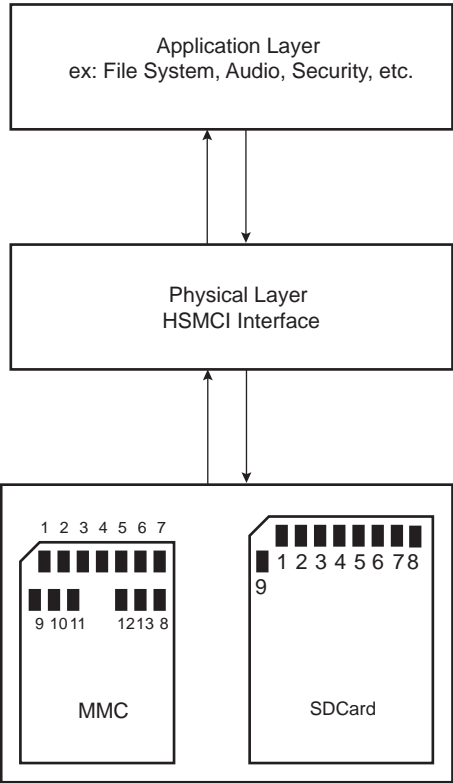 Application Layer
ex: File System, Audio, Security, etc.
Physical Layer
HSMCI Interface
1 2 3 4 5 6 7
9 10 11 12 13 8
MMC
1 2 3 4 5 6 7 8
9
SDCard